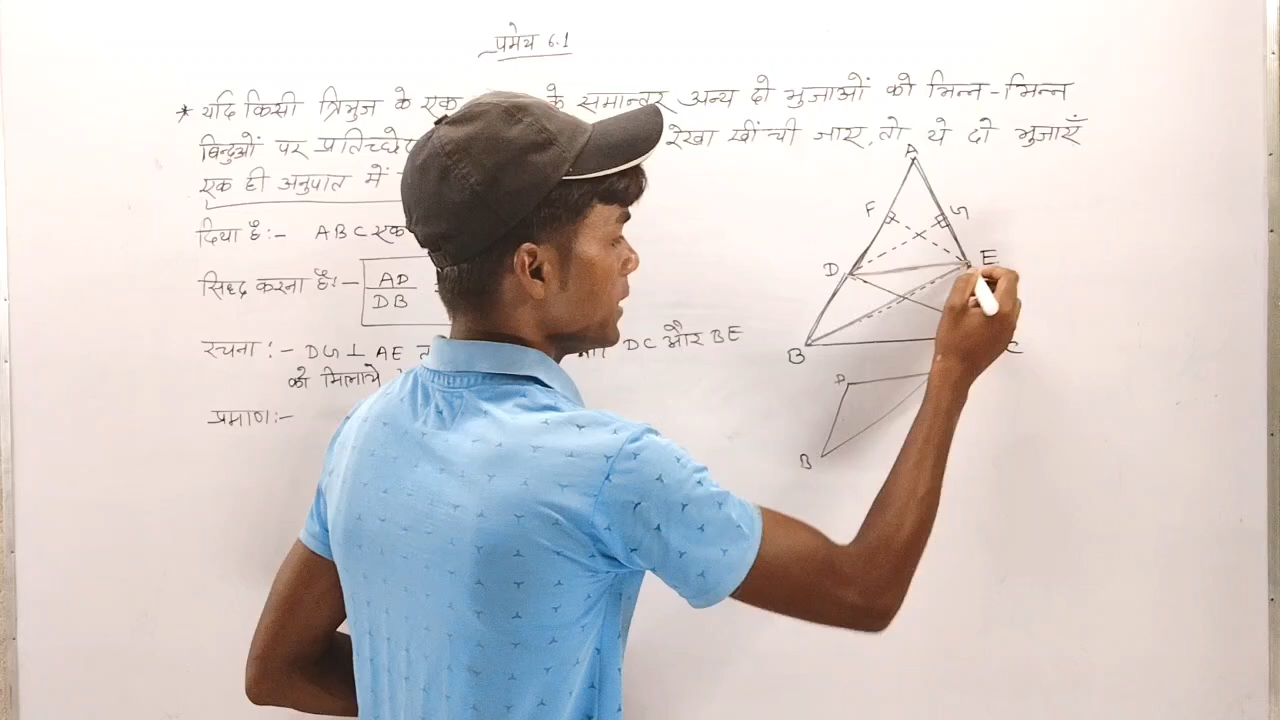 प्रमेय 6.1
* यदि किसी त्रिभुज के एक के समान्तर अन्य दो भुजाओं को भिन्न-भिन्न
बिन्दुओं पर प्रतिच्छेद रेखा खींची जाए, तो ये दो भुजाएँ
एक ही अनुपात में
दिया है:- ABC एक
सिद्ध करना है:- AD
DB
रचना:- DG ⊥ AE DC और BE
को मिलाये
प्रमाण:-
A
F G
D E
B C
D
B